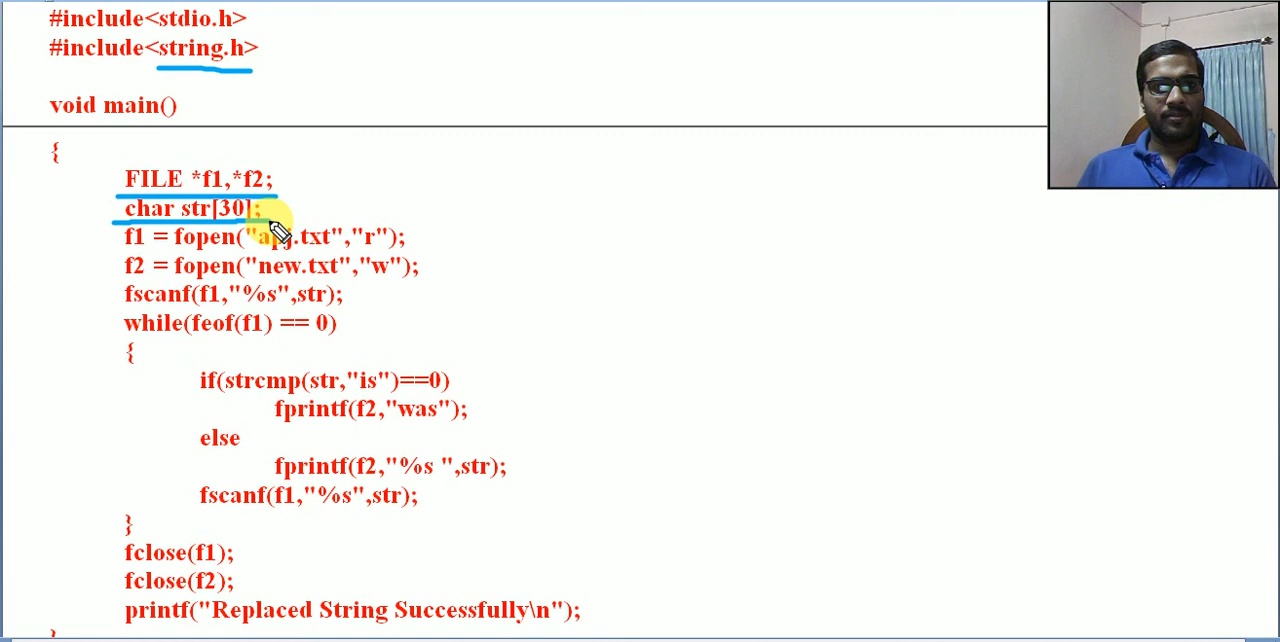 #include<stdio.h>
#include<string.h>
void main()
{
FILE *f1,*f2;
char str[30];
f1 = fopen("apj.txt","r");
f2 = fopen("new.txt","w");
fscanf(f1,"%s",str);
while(feof(f1) == 0)
{
if(strcmp(str,"is")==0)
fprintf(f2,"was");
else
fprintf(f2,"%s ",str);
fscanf(f1,"%s",str);
}
fclose(f1);
fclose(f2);
printf("Replaced String Successfully\n");
}